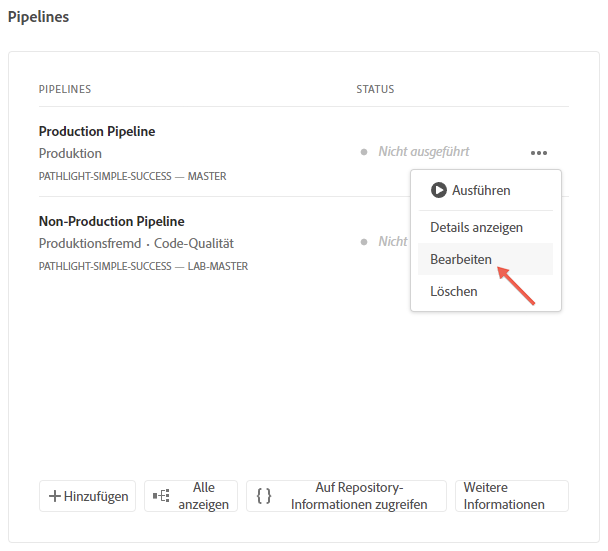 Pipelines
PIPELINES STATUS
Production Pipeline
Produktion
Nicht ausgeführt
PATHLIGHT-SIMPLE-SUCCESS — MASTER
Ausführen
Non-Production Pipeline
Details anzeigen
Produktionsfremd · Code-Qualität
Nicht
Bearbeiten
PATHLIGHT-SIMPLE-SUCCESS — LAB-MASTER
Löschen
Hinzufügen
Alle
anzeigen
Auf Repository-
Informationen zugreifen
Weitere
Informationen